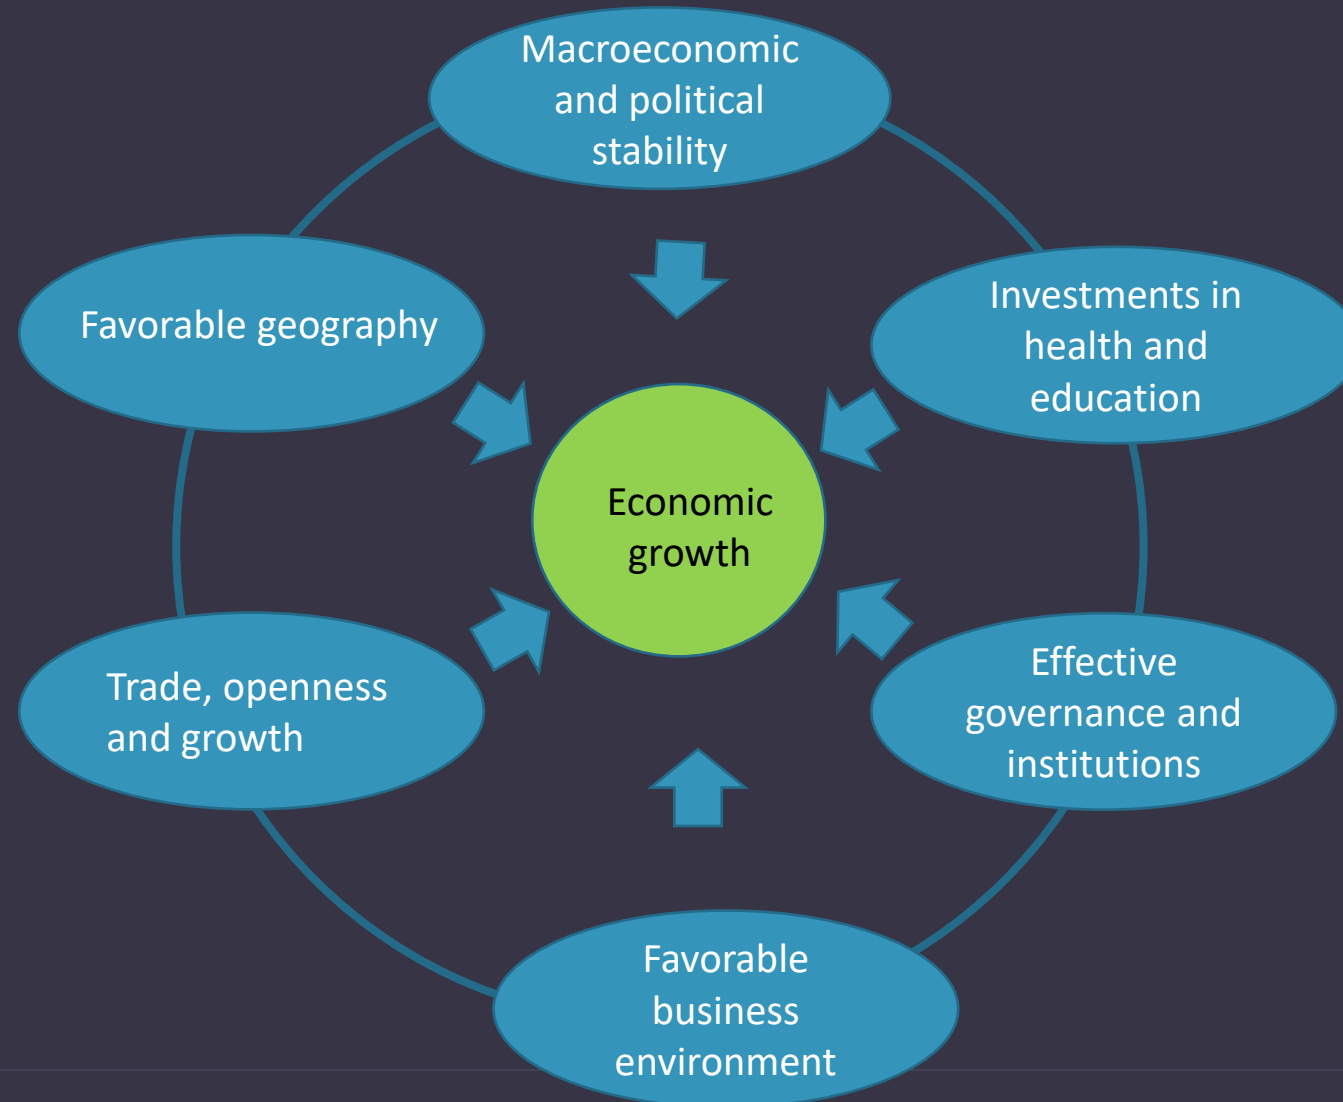 Macroeconomic
and political
stability
Favorable geography
Investments in
health and
education
Economic
growth
Trade, openness
and growth
Effective
governance and
institutions
Favorable
business
environment